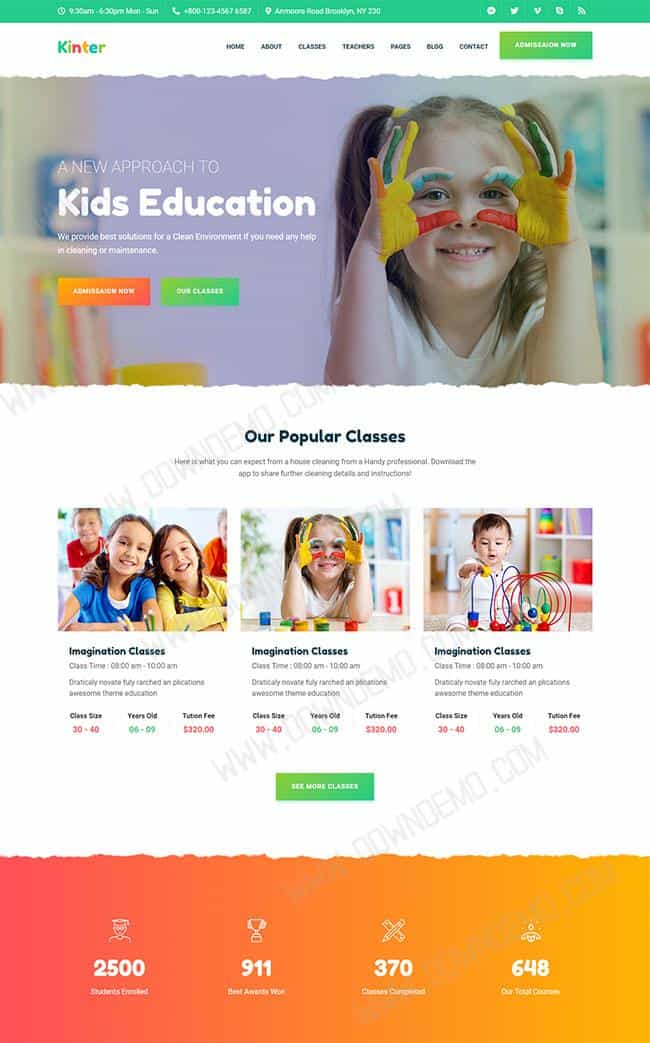 9:30am - 6:30pm Mon - Sun
+800-123-4567 6587
Anmoore Road Brooklyn, NY 230
Kinter
HOME ABOUT CLASSES TEACHERS PAGES BLOG CONTACT
ADMISSAION NOW
A NEW APPROACH TO
Kids Education
We provide best solutions for a Clean Environment If you need any help
in cleaning or maintenance.
ADMISSAION NOW
OUR CLASSES
WWW.DOWNDEMO.COM
Our Popular Classes
Here is what you can expect from a house cleaning from a Handy professional. Download the
app to share further cleaning details and instructions!
Imagination Classes
Class Time : 08:00 am - 10:00 am
Draticaly novate fuly rarched an plications
awesome theme education
Class Size Years Old Tution Fee
30 - 40 06 - 09 $320.00
Imagination Classes
Class Time : 08:00 am - 10:00 am
Draticaly novate fuly rarched an plications
awesome theme education
Class Size Years Old Tution Fee
30 - 40 06 - 09 $320.00
Imagination Classes
Class Time : 08:00 am - 10:00 am
Draticaly novate fuly rarched an plications
awesome theme education
Class Size Years Old Tution Fee
30 - 40 06 - 09 $320.00
WWW.DOWNDEMO.COM
SEE MORE CLASSES
WWW.DOWNDEMO.COM
2500
Students Enrolled
911
Best Awards Won
370
Classes Completed
648
Our Total Courses